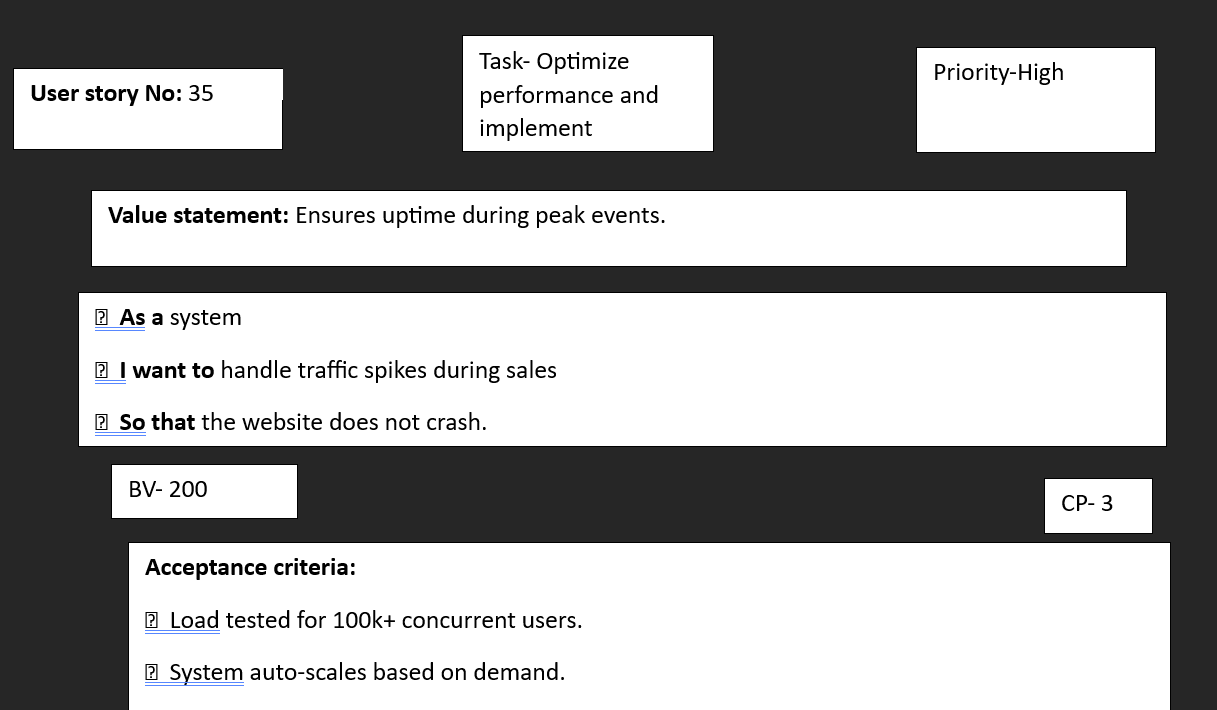 User story No: 35
Task- Optimize
performance and
implement
Priority-High
Value statement: Ensures uptime during peak events.
As a system
I want to handle traffic spikes during sales
So that the website does not crash.
BV- 200
CP- 3
Acceptance criteria:
Load tested for 100k+ concurrent users.
System auto-scales based on demand.